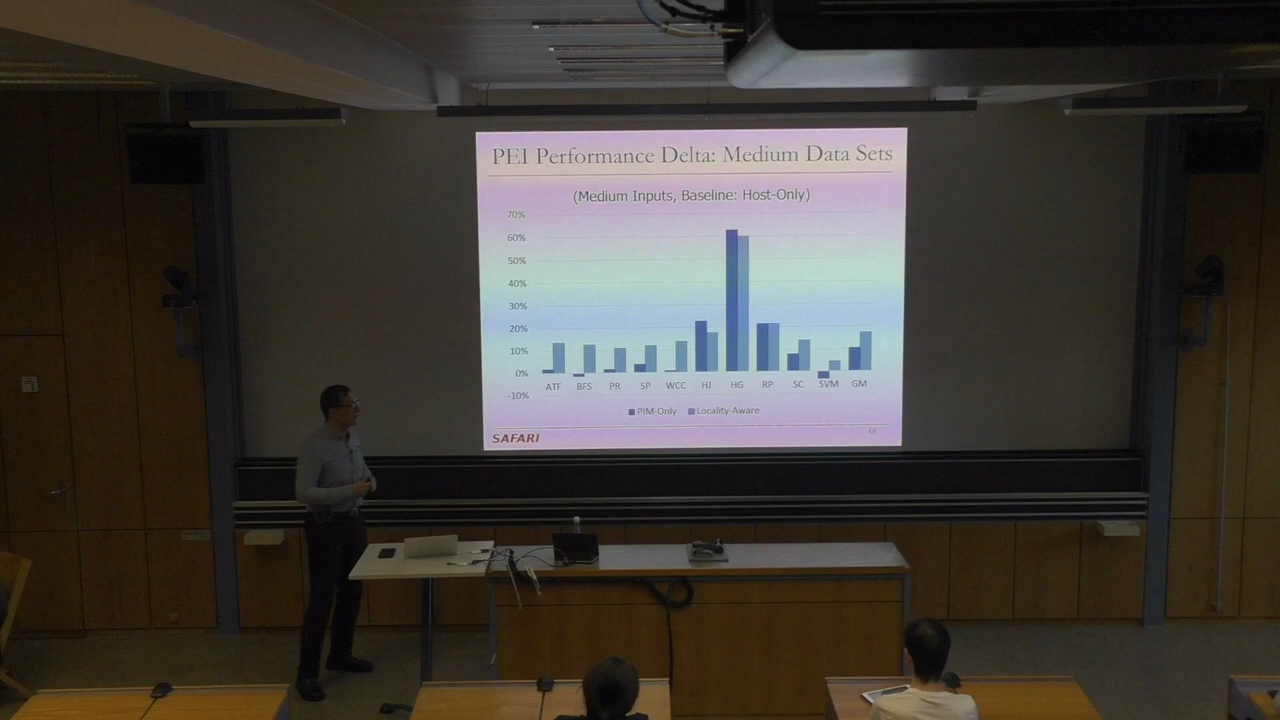 PEI Performance Delta: Medium Data Sets
(Medium Inputs, Baseline: Host-Only)
70%
60%
50%
40%
30%
20%
10%
0%
-10%
ATF BFS PR SP WCC HJ HG RP SC SVM GM
PIM-Only Locality-Aware
SAFARI